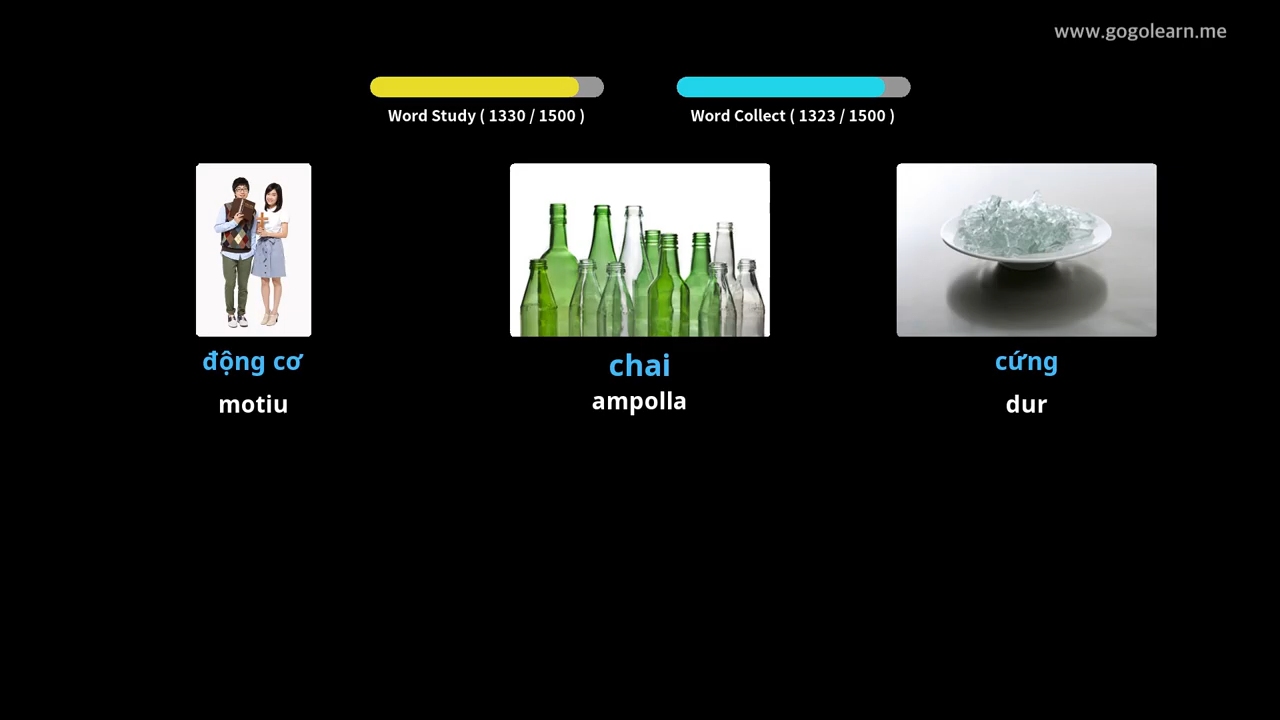 www.gogolearn.me
Word Study ( 1330 / 1500 )
Word Collect ( 1323 / 1500 )
động cơ
motiu
chai
ampolla
cứng
dur